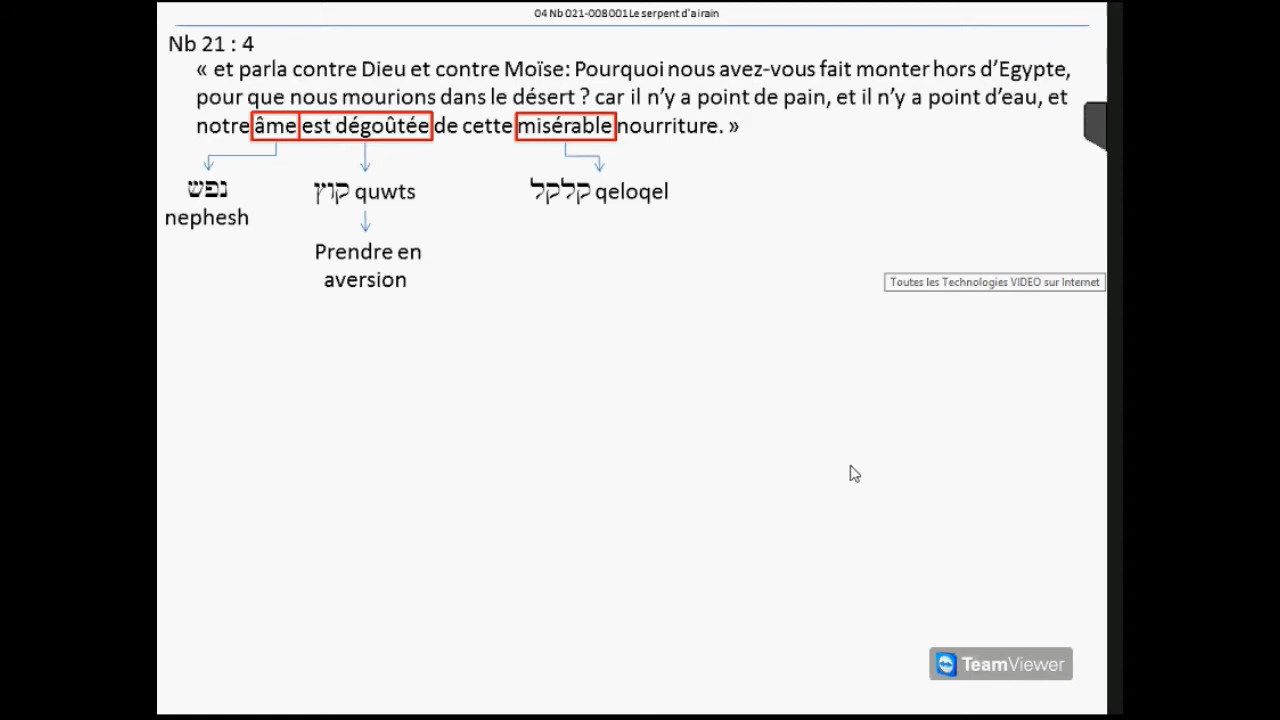 04 Nb 021-008001Le serpent d'airain
Nb 21 : 4
« et parla contre Dieu et contre Moïse: Pourquoi nous avez-vous fait monter hors d'Egypte,
pour que nous mourions dans le désert ? car il n'y a point de pain, et il n'y a point d'eau, et
notre âme est dégoûtée de cette misérable nourriture. »
נפש
nephesh
קוץ quwts
קלקל qeloqel
Prendre en
aversion
Toutes les Technologies VIDEO sur Internet
TeamViewer